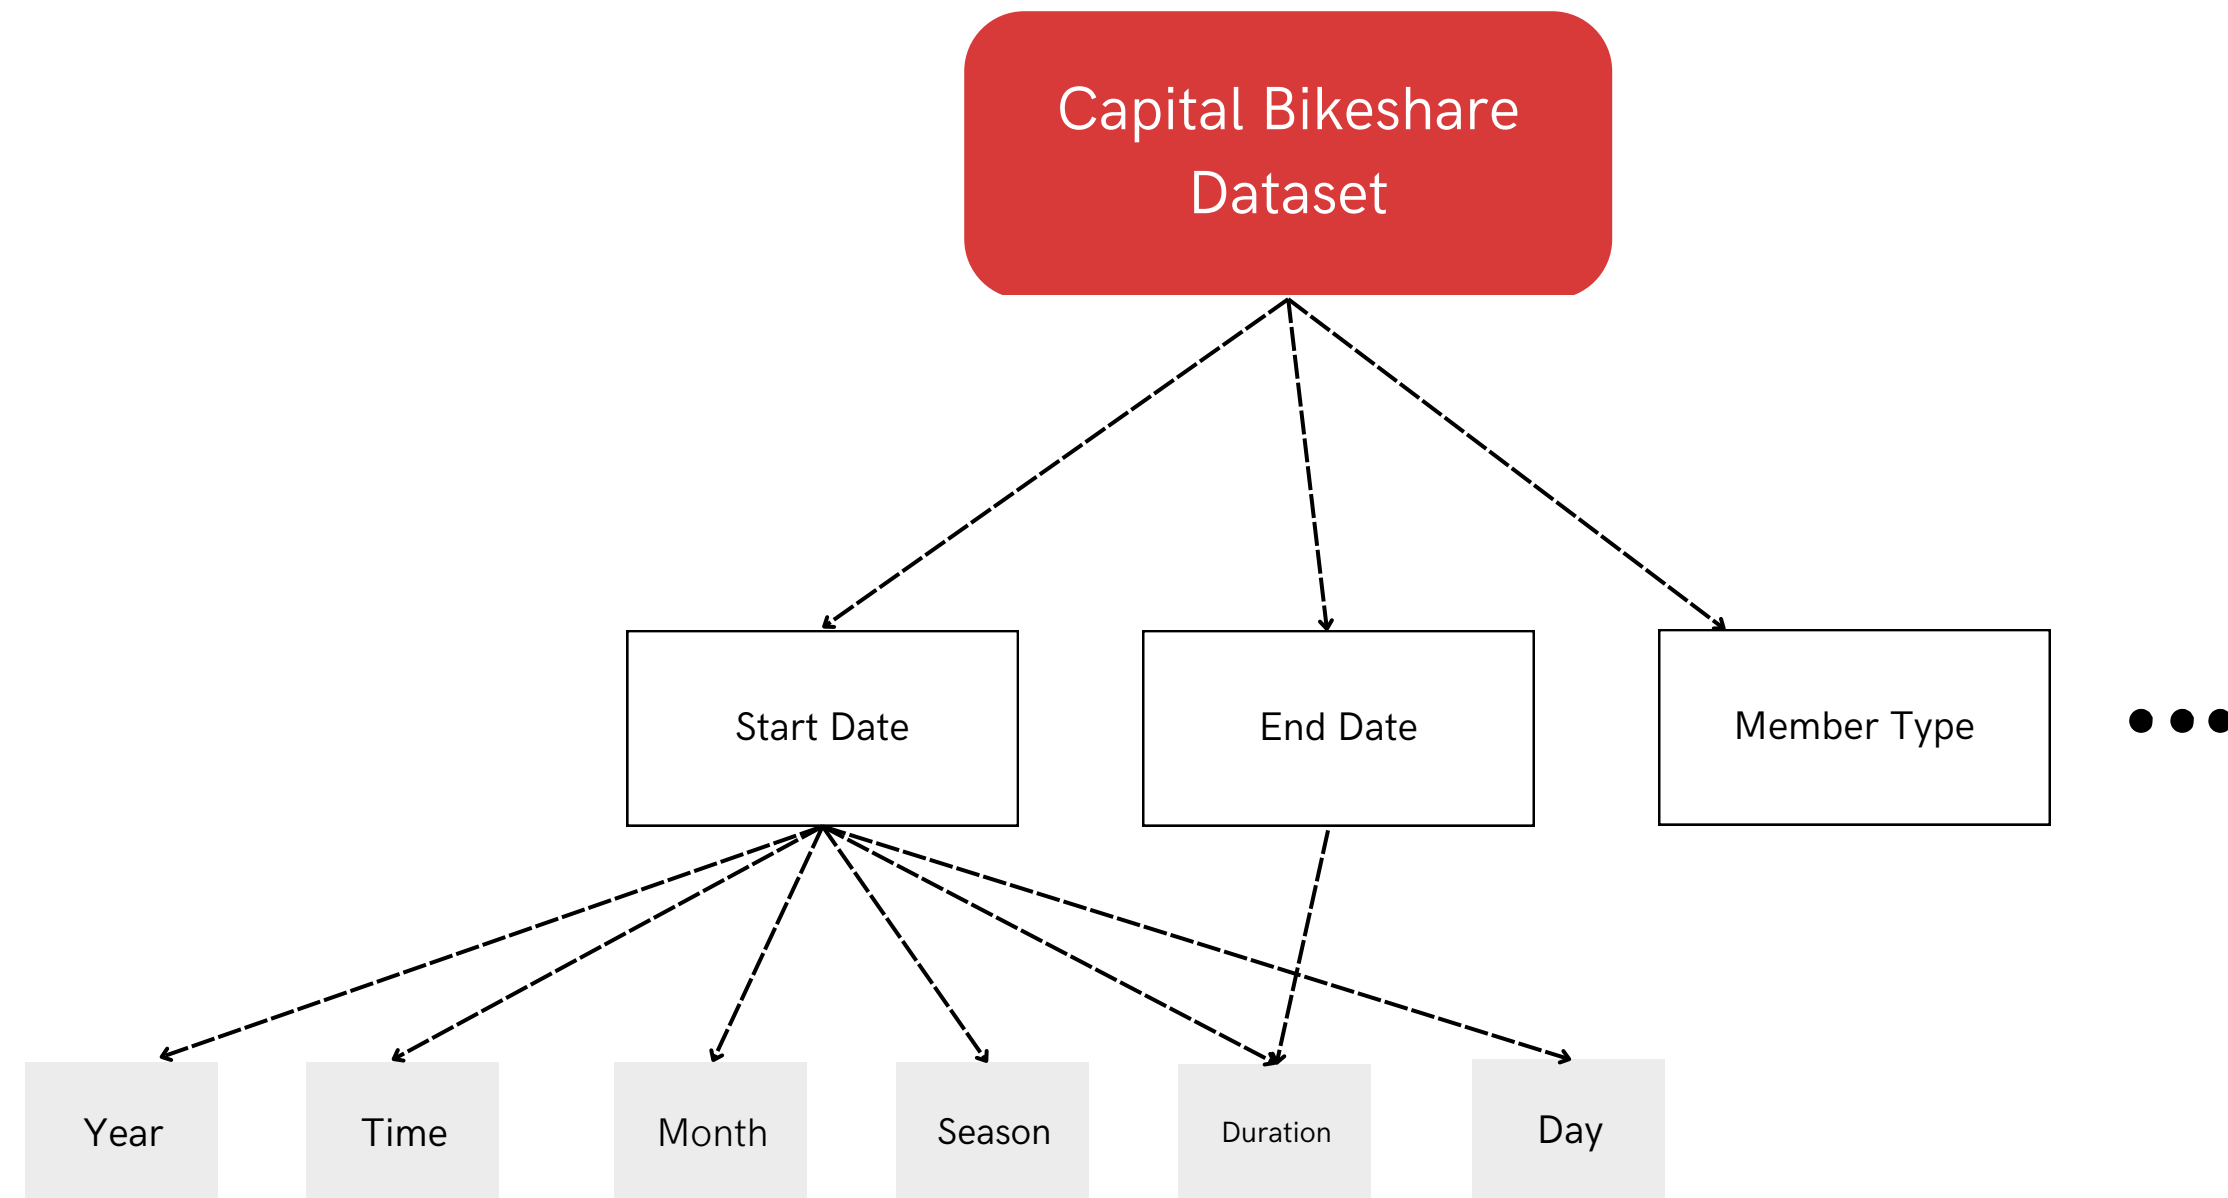 Capital Bikeshare
Dataset
Start Date
End Date
Member Type
Year
Time
Month
Season
Duration
Day